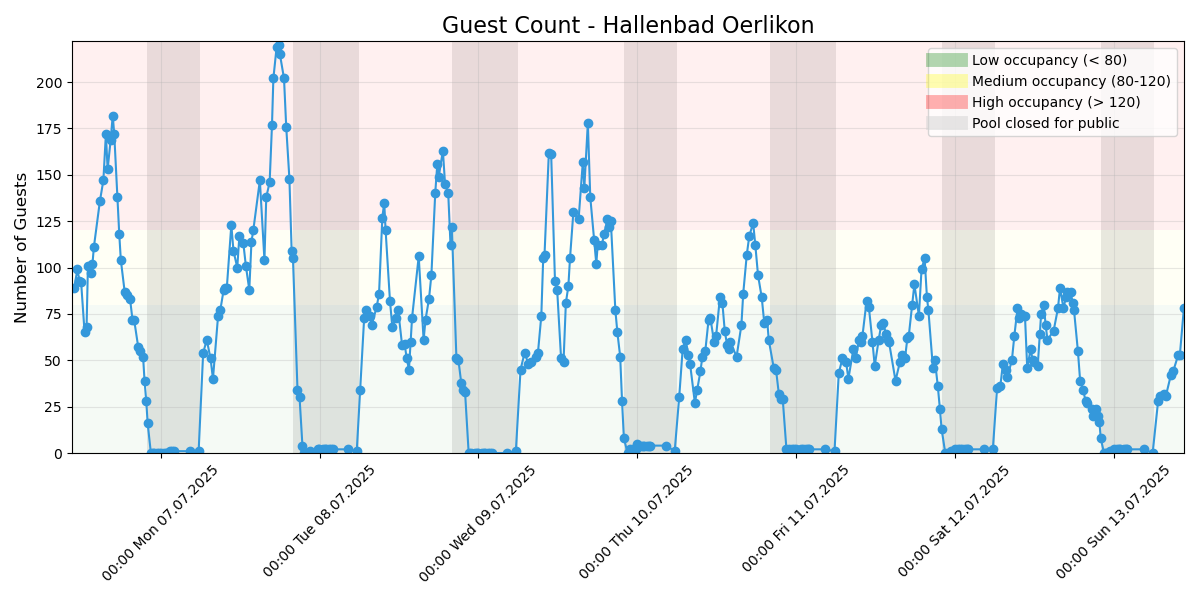 Guest Count - Hallenbad Oerlikon
Number of Guests
200
175
150
125
100
75
50
25
0
Low occupancy (< 80)
Medium occupancy (80-120)
High occupancy (> 120)
Pool closed for public
00:00 Mon 07.07.2025
00:00 Tue 08.07.2025
00:00 Wed 09.07.2025
00:00 Thu 10.07.2025
00:00 Fri 11.07.2025
00:00 Sat 12.07.2025
00:00 Sun 13.07.2025